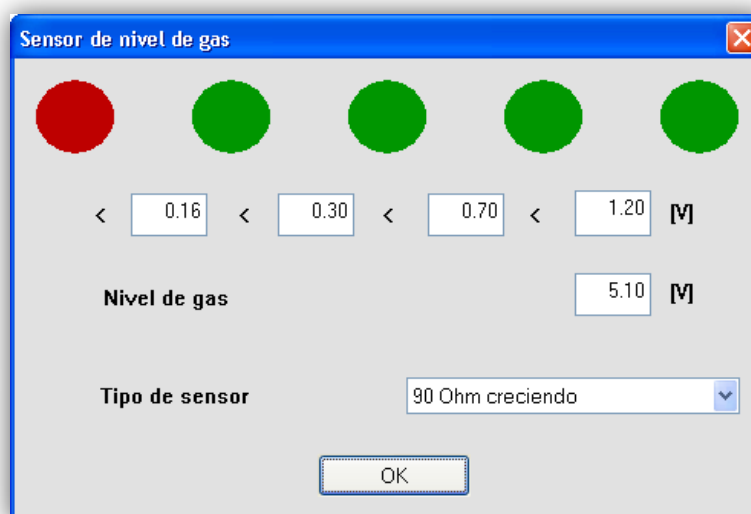 Sensor de nivel de gas
< 0.16 < 0.30 < 0.70 < 1.20 [V]
Nivel de gas 5.10 [V]
Tipo de sensor 90 Ohm creciendo
OK